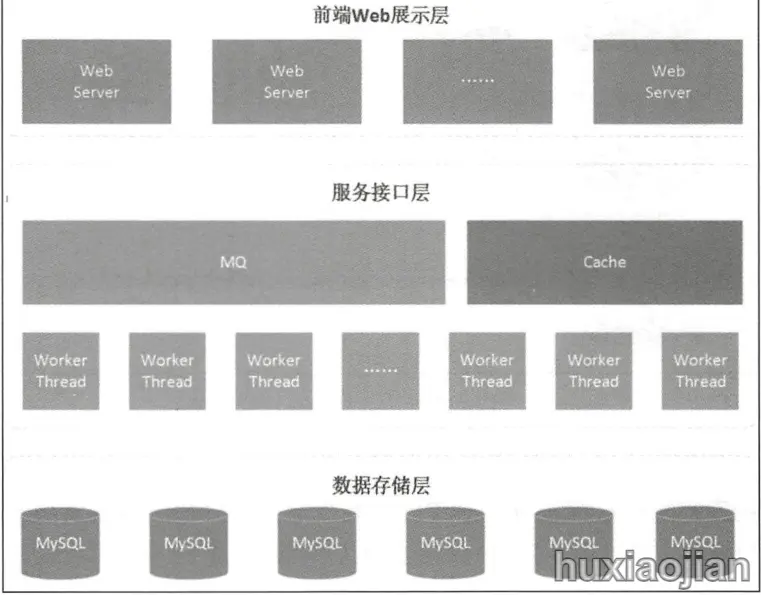 前端Web展示层
Web
Server
Web
Server
......
Web
Server
服务接口层
MQ
Cache
Worker
Thread
Worker
Thread
Worker
Thread
......
Worker
Thread
Worker
Thread
Worker
Thread
数据存储层
MySQL
MySQL
MySQL
MySQL
MySQL
MySQL
huxiaojian